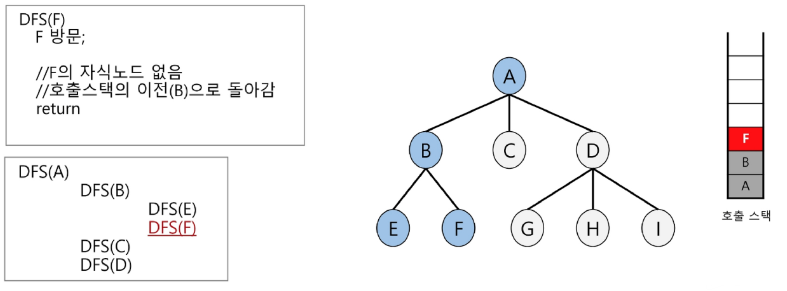 DFS(F)
F 방문;
//F의 자식노드 없음
//호출스택의 이전(B)으로 돌아감
return
DFS(A)
DFS(B)
DFS(E)
DFS(F)
DFS(C)
DFS(D)
A
B
C
D
E
F
G
H
I
F
B
A
호출 스택